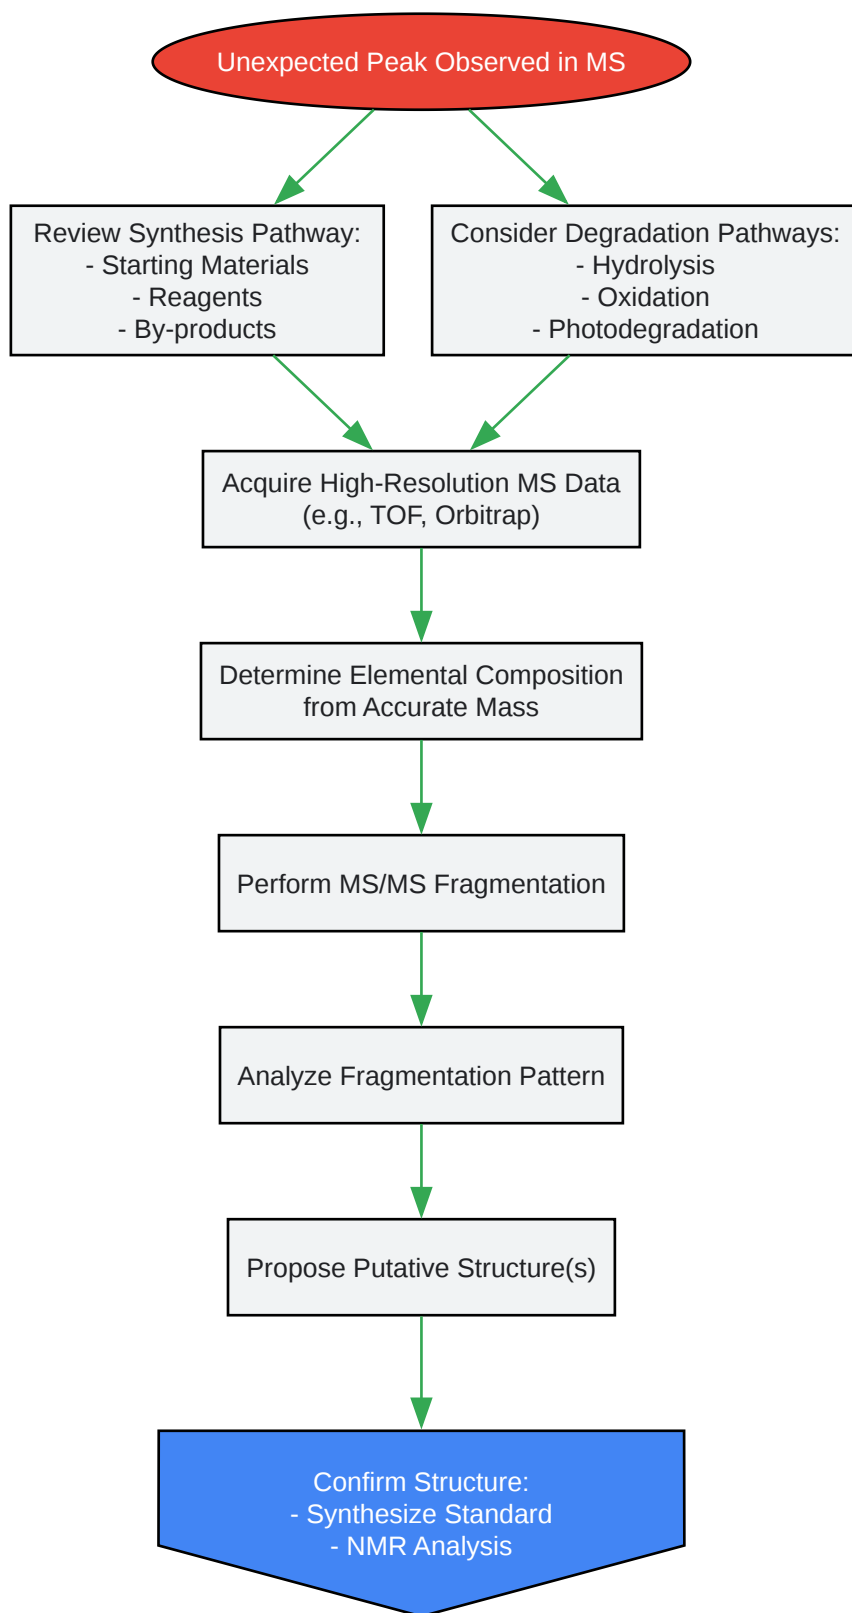 Unexpected Peak Observed in MS
Review Synthesis Pathway:
- Starting Materials
- Reagents
- By-products
Consider Degradation Pathways:
- Hydrolysis
- Oxidation
- Photodegradation
Acquire High-Resolution MS Data
(e.g., TOF, Orbitrap)
Determine Elemental Composition
from Accurate Mass
Perform MS/MS Fragmentation
Analyze Fragmentation Pattern
Propose Putative Structure(s)
Confirm Structure:
- Synthesize Standard
- NMR Analysis